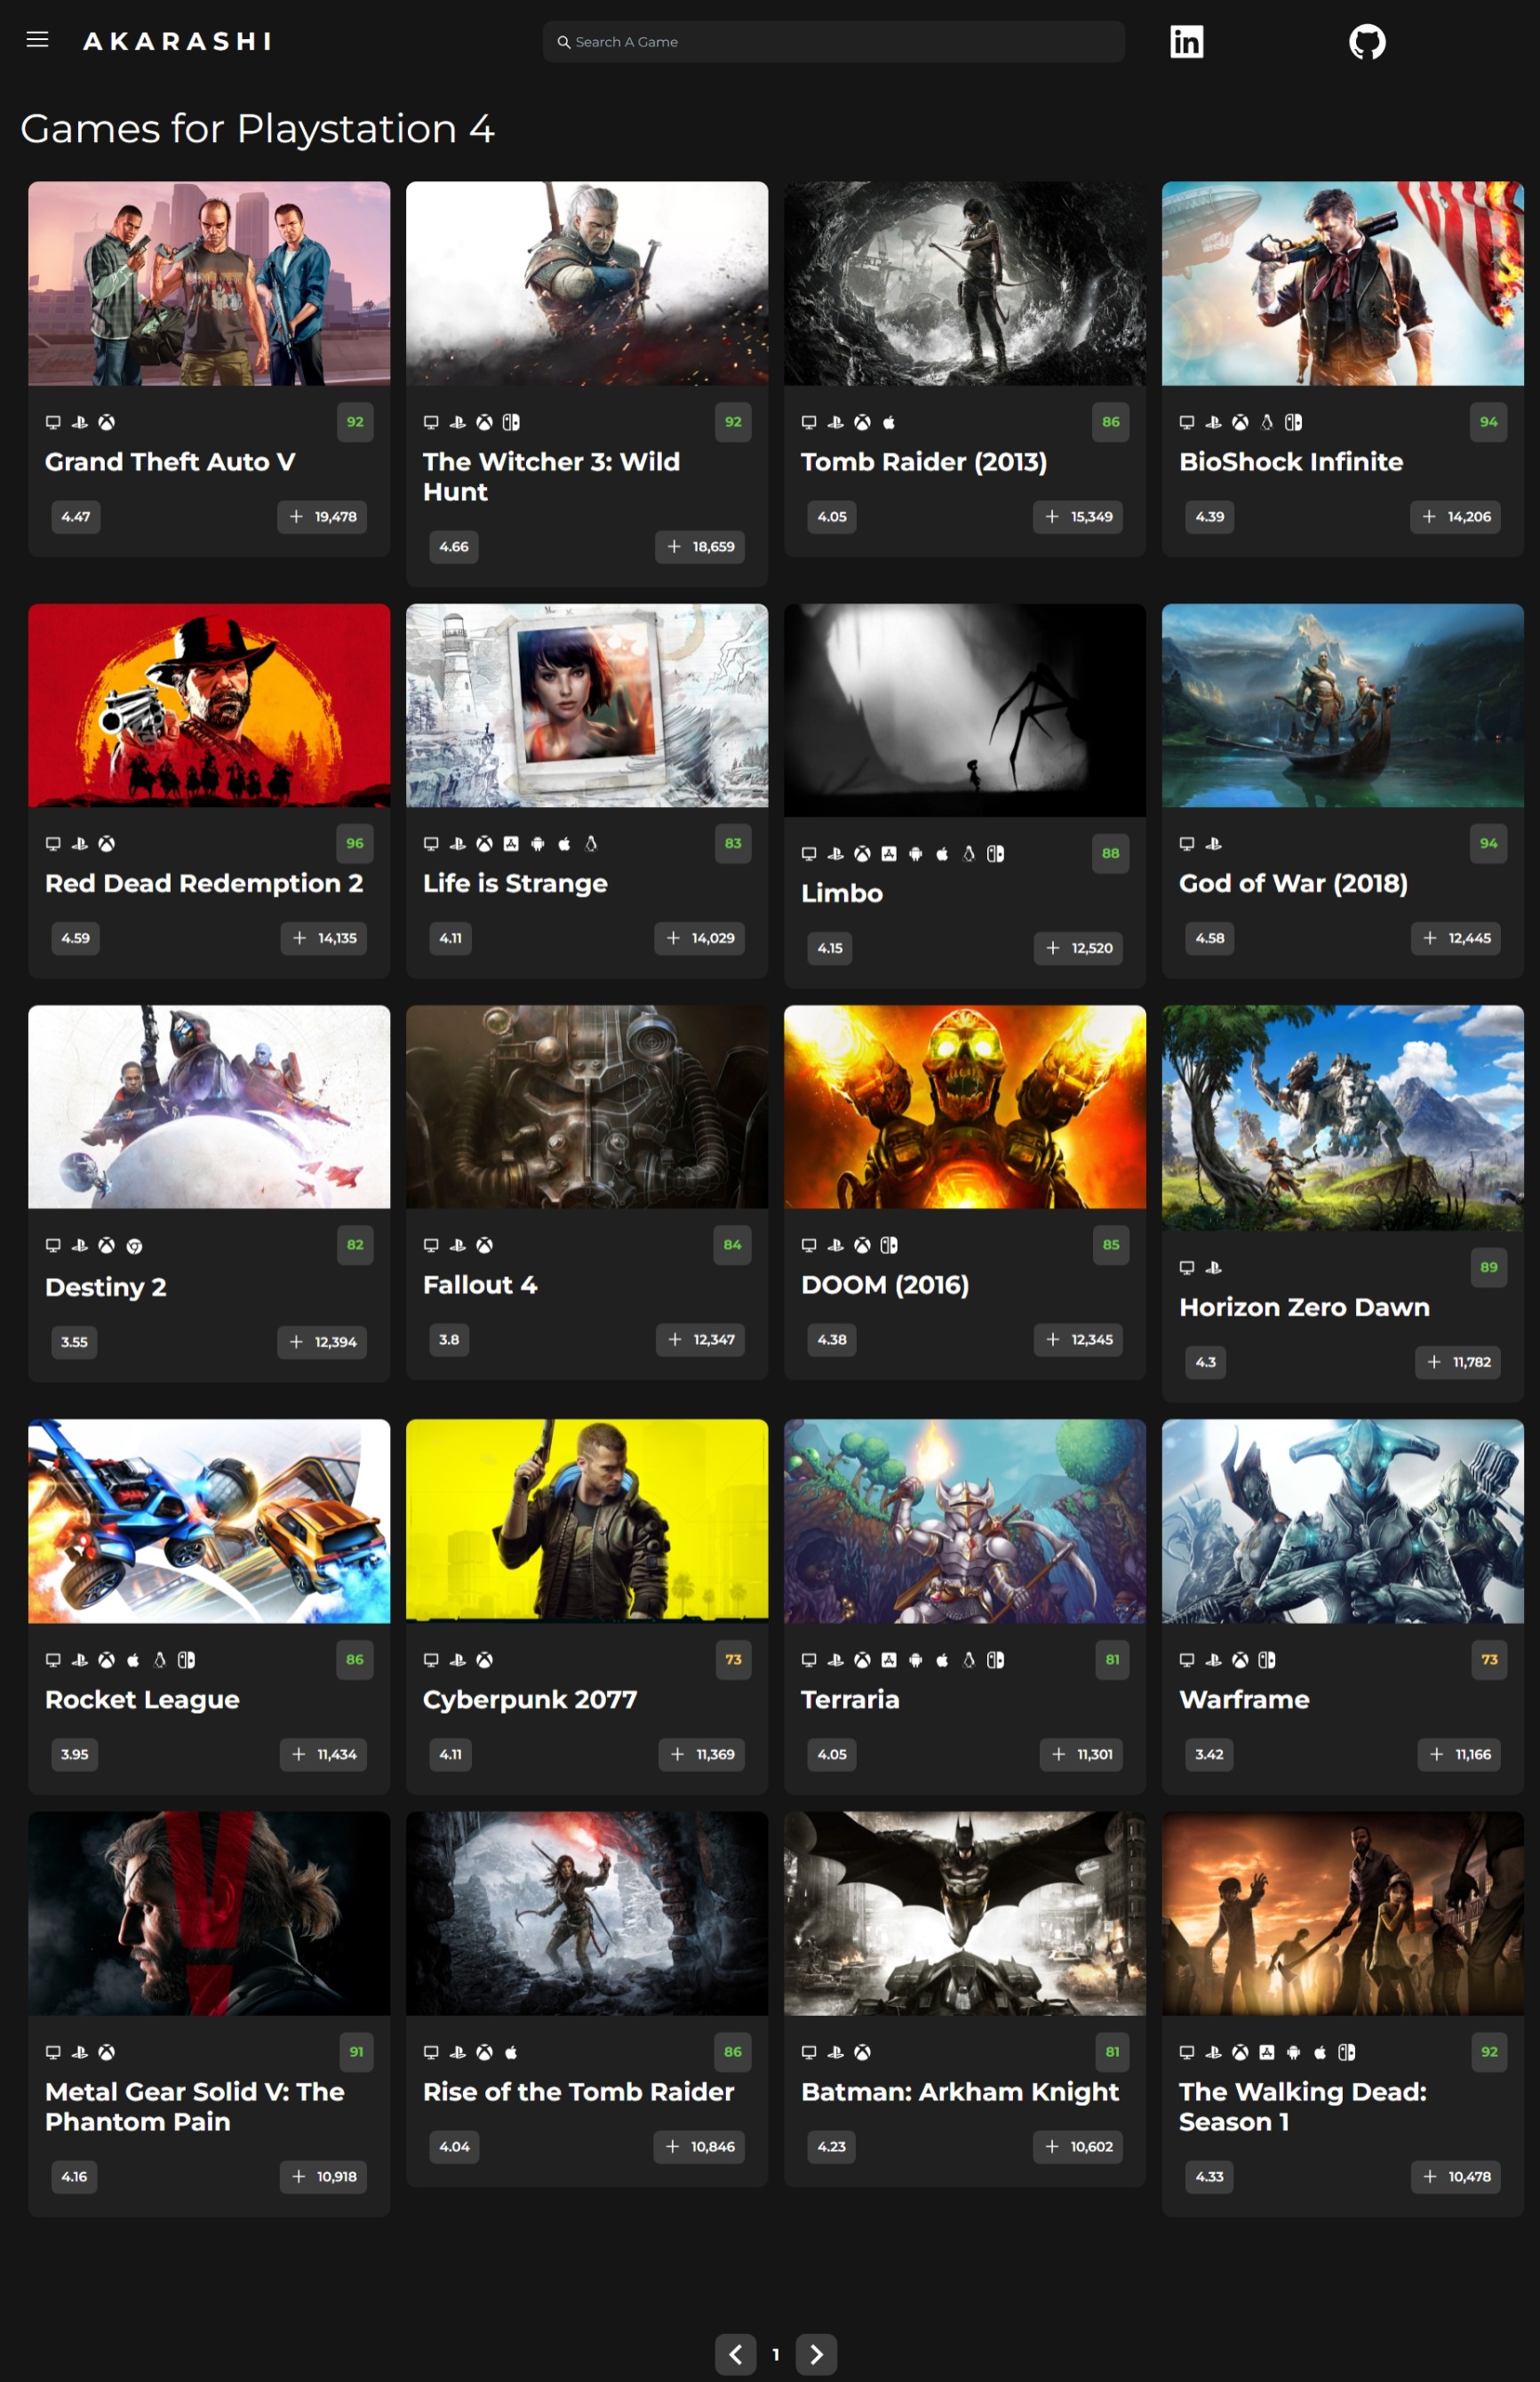 AKARASHI
Search A Game
Games for Playstation 4
92
Grand Theft Auto V
4.47
+ 19,478
92
The Witcher 3: Wild
Hunt
4.66
+ 18,659
86
Tomb Raider (2013)
4.05
+ 15,349
94
BioShock Infinite
4.39
+ 14,206
96
Red Dead Redemption 2
4.59
+ 14,135
83
Life is Strange
4.11
+ 14,029
88
Limbo
4.15
+ 12,520
94
God of War (2018)
4.58
+ 12,445
82
Destiny 2
3.55
+ 12,394
84
Fallout 4
3.8
+ 12,347
85
DOOM (2016)
4.38
+ 12,345
89
Horizon Zero Dawn
4.3
+ 11,782
86
Rocket League
3.95
+ 11,434
73
Cyberpunk 2077
4.11
+ 11,369
81
Terraria
4.05
+ 11,301
73
Warframe
3.42
+ 11,166
91
Metal Gear Solid V: The
Phantom Pain
4.16
+ 10,918
86
Rise of the Tomb Raider
4.04
+ 10,846
81
Batman: Arkham Knight
4.23
+ 10,602
92
The Walking Dead:
Season 1
4.33
+ 10,478
1